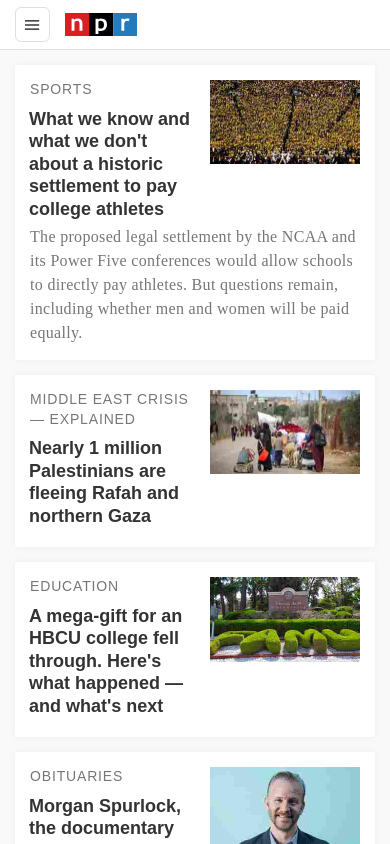 npr
SPORTS
What we know and
what we don't
about a historic
settlement to pay
college athletes
The proposed legal settlement by the NCAA and
its Power Five conferences would allow schools
to directly pay athletes. But questions remain,
including whether men and women will be paid
equally.
MIDDLE EAST CRISIS
— EXPLAINED
Nearly 1 million
Palestinians are
fleeing Rafah and
northern Gaza
EDUCATION
A mega-gift for an
HBCU college fell
through. Here's
what happened —
and what's next
OBITUARIES
Morgan Spurlock,
the documentary